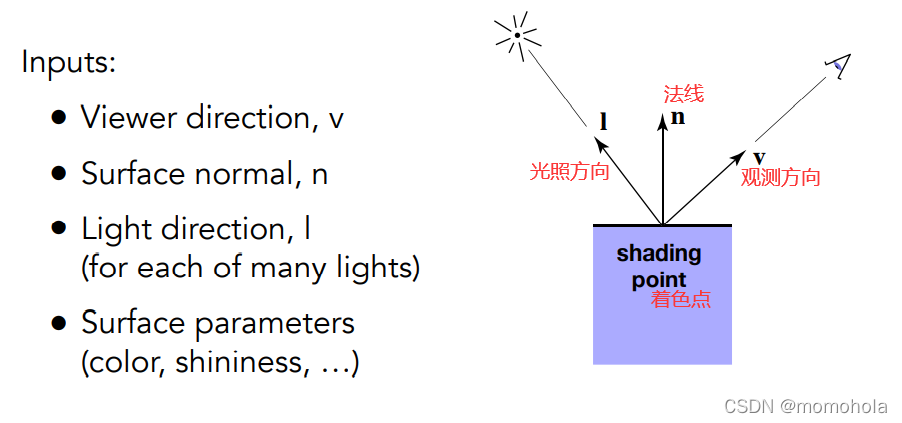 Inputs:
● Viewer direction, v
● Surface normal, n
● Light direction, l
(for each of many lights)
● Surface parameters
(color, shininess, …)
法线
n
l
v
光照方向
观测方向
shading
point
着色点
CSDN @momohola